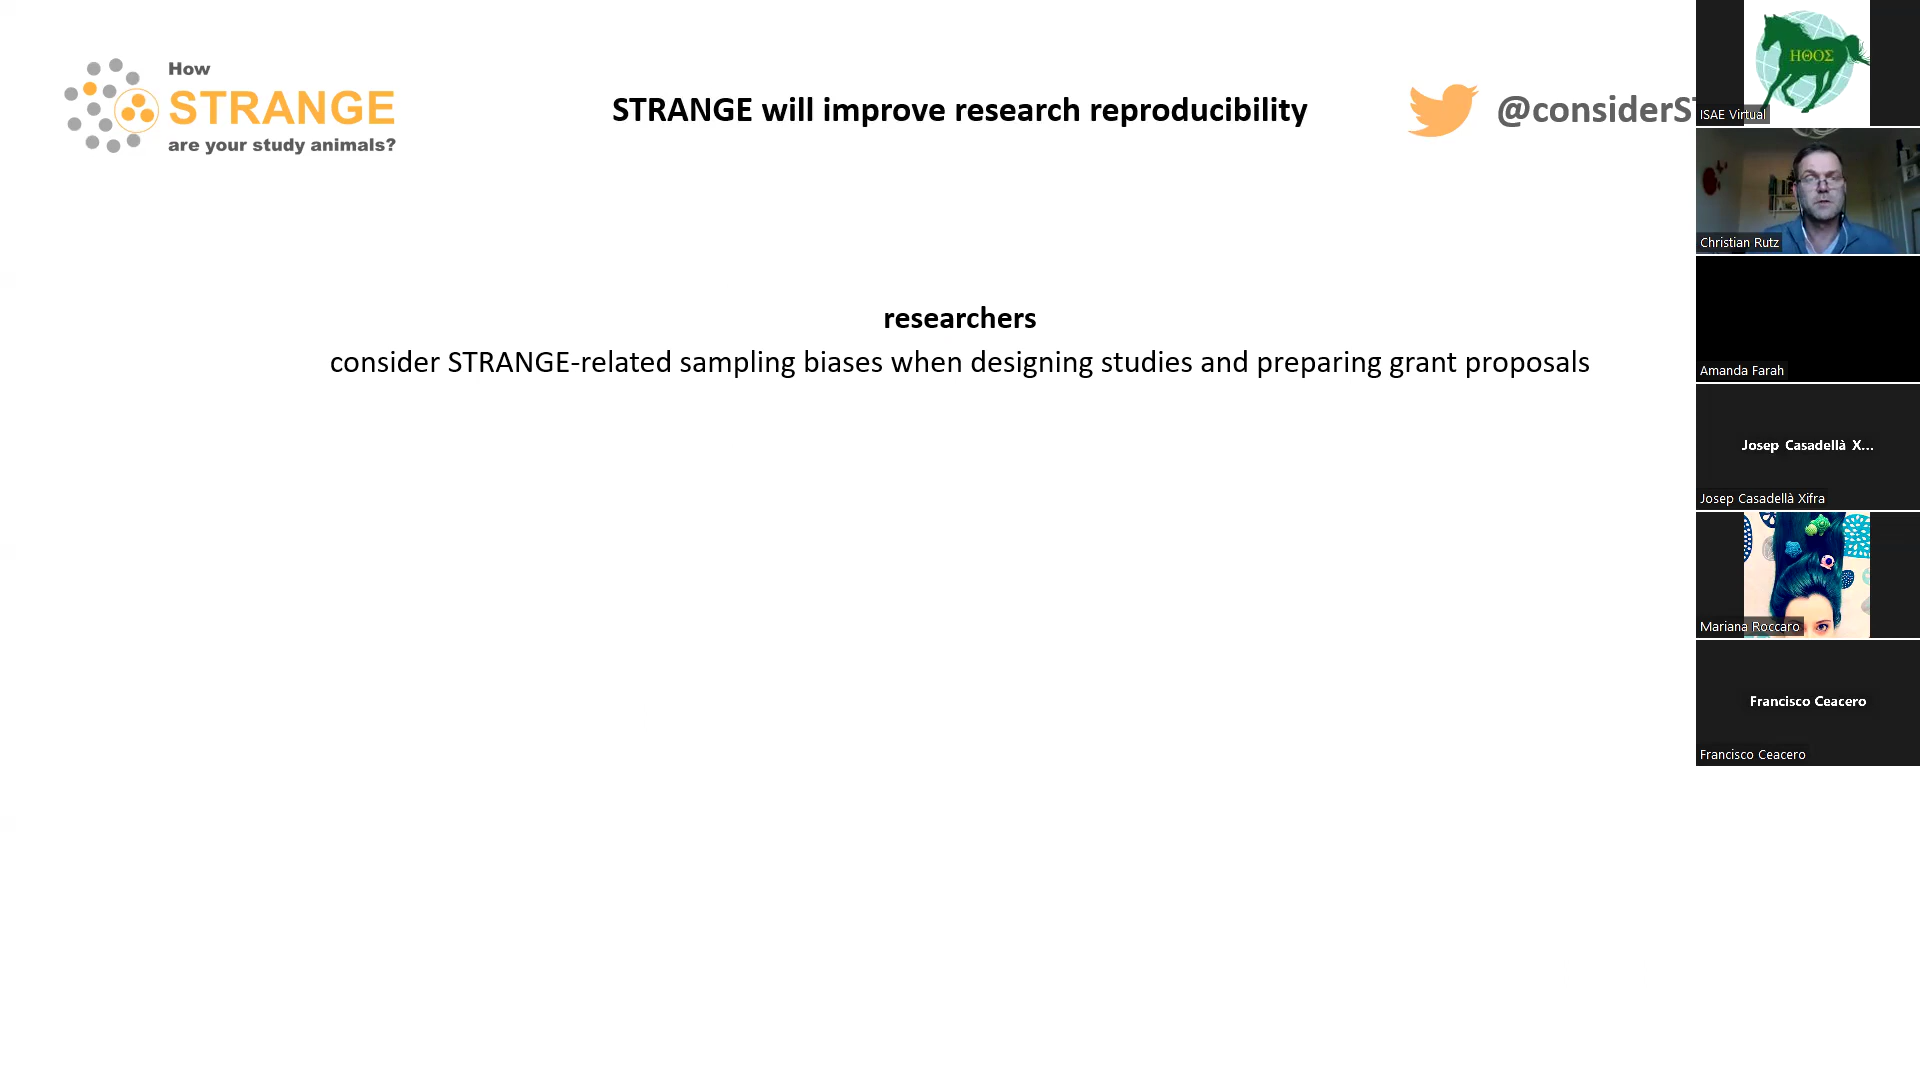 How
STRANGE
are your study animals?
STRANGE will improve research reproducibility
@considerST
researchers
consider STRANGE-related sampling biases when designing studies and preparing grant proposals
ΗΘΟΣ
ISAE Virtual
Christian Rutz
Amanda Farah
Josep Casadellà X...
Josep Casadellà Xifra
Mariana Roccaro
Francisco Ceacero
Francisco Ceacero